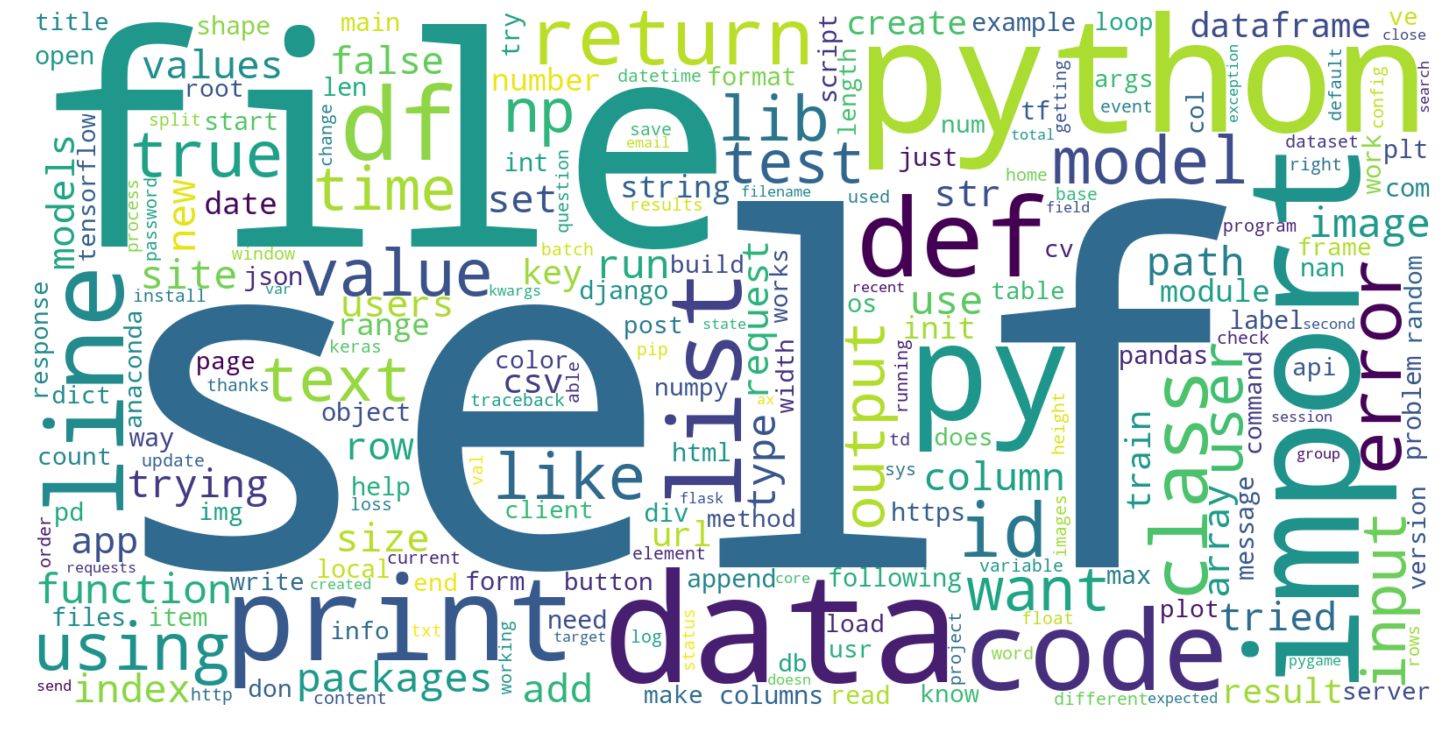 title
shape
main
try
return
create
example
loop
dataframe
ve
close
open
values
false
number
datetime
format
script
python
args
default
config
search
root
len
df
np
lib
length
tf
getting
col
exception
event
file
split
start
change
save
email
num
total
tensorflow
models
true
time
int
question
test
just
model
dataset
right
work
plt
com
process
password
new
date
set
string
results
filename
used
str
home
base
field
def
import
image
window
batch
site
json
value
key
run
build
request
works
recent
cv
program
frame
path
nan
line
install
var
users
kwargs
django
list
os
use
table
module
random
response
anaconda
range
post
state
init
label
second
self
keras
pip
output
running
py
check
page
thanks
text
color
csv
able
numpy
width
pandas
error
api
dict
object
traceback
ax
type
td
does
height
class
user
command
session
problem
count
way
update
row
like
html
column
train
array
group
trying
help
val
flask
sys
pd
img
loss
client
div
method
https
id
images
message
input
version
order
app
size
url
element
requests
current
local
function
write
created
end
form
button
append
core
following
variable
want
max
files
item
print
info
txt
need
target
log
status
data
load
usr
project
code
word
float
plot
tried
rows
using
working
db
doesn
pygame
send
index
http
don
content
packages
add
make
columns
read
know
different
expected
result
server